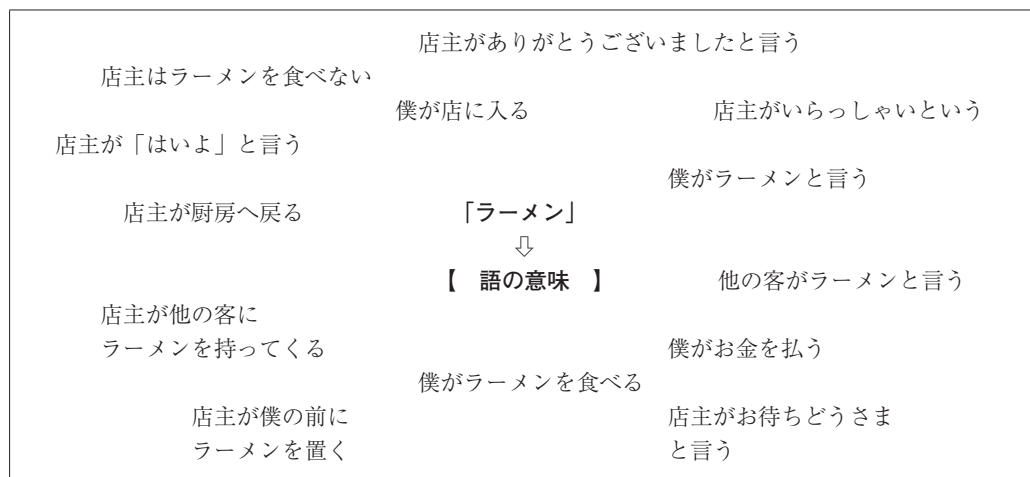 店主がありがとうございましたと言う
店主はラーメンを食べない
僕が店に入る
店主がいらっしゃいという
店主が「はいよ」と言う
僕がラーメンと言う
店主が厨房へ戻る
「ラーメン」
⇩
【 語の意味 】
他の客がラーメンと言う
店主が他の客に
ラーメンを持ってくる
僕がお金を払う
僕がラーメンを食べる
店主が僕の前に
ラーメンを置く
店主がお待ちどうさま
と言う